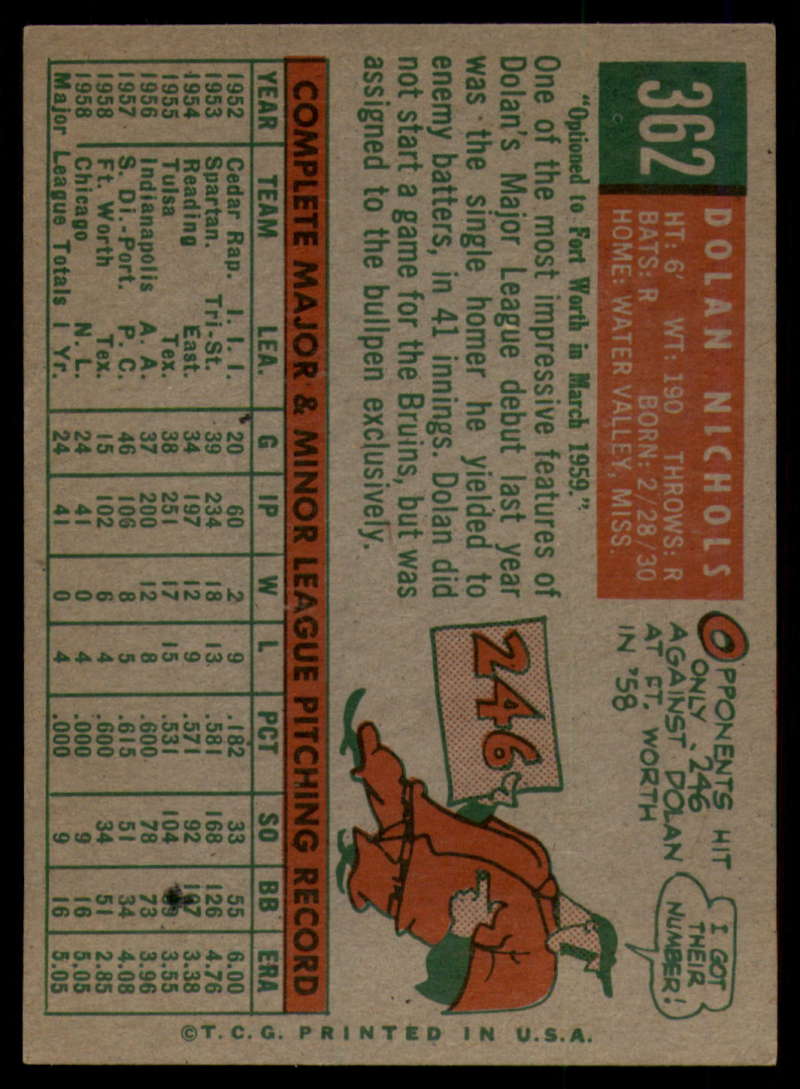 362
DOLAN NICHOLS
HT: 6' WT: 190 THROWS: R
BATS: R BORN: 2/28/30
HOME: WATER VALLEY, MISS.
"Optioned to Fort Worth in March 1959."
One of the most impressive features of
Dolan's Major League debut last year
was the single homer he yielded to
enemy batters, in 41 innings. Dolan did
not start a game for the Bruins, but was
assigned to the bullpen exclusively.
OPPONENTS HIT
ONLY .246
AGAINST DOLAN
AT FT. WORTH
IN '58
I GOT
THEIR
NUMBER!
246
COMPLETE MAJOR & MINOR LEAGUE PITCHING RECORD
YEAR TEAM LEA. G IP W L PCT SO BB ERA
1952 Cedar Rap. I. I. I. 20 60 2 9 .182 33 55 6.00
1953 Spartan. Tri-St. 39 234 18 13 .581 168 126 4.76
1954 Reading East. 34 197 12 9 .571 92 107 3.38
1955 Tulsa Tex. 38 251 17 15 .531 104 3.55
1956 Indianapolis A. A. 37 200 12 8 .600 78 73 3.96
1957 S. Di.-Port. P. C. 46 106 8 5 .615 51 34 4.08
1958 Ft. Worth Tex. 15 102 6 4 .600 34 51 2.85
1958 Chicago N. L. 24 41 0 4 .000 9 16 5.05
Major League Totals 1 Yr. 24 41 0 4 .000 9 16 5.05
©T.C.G. PRINTED IN U.S.A.